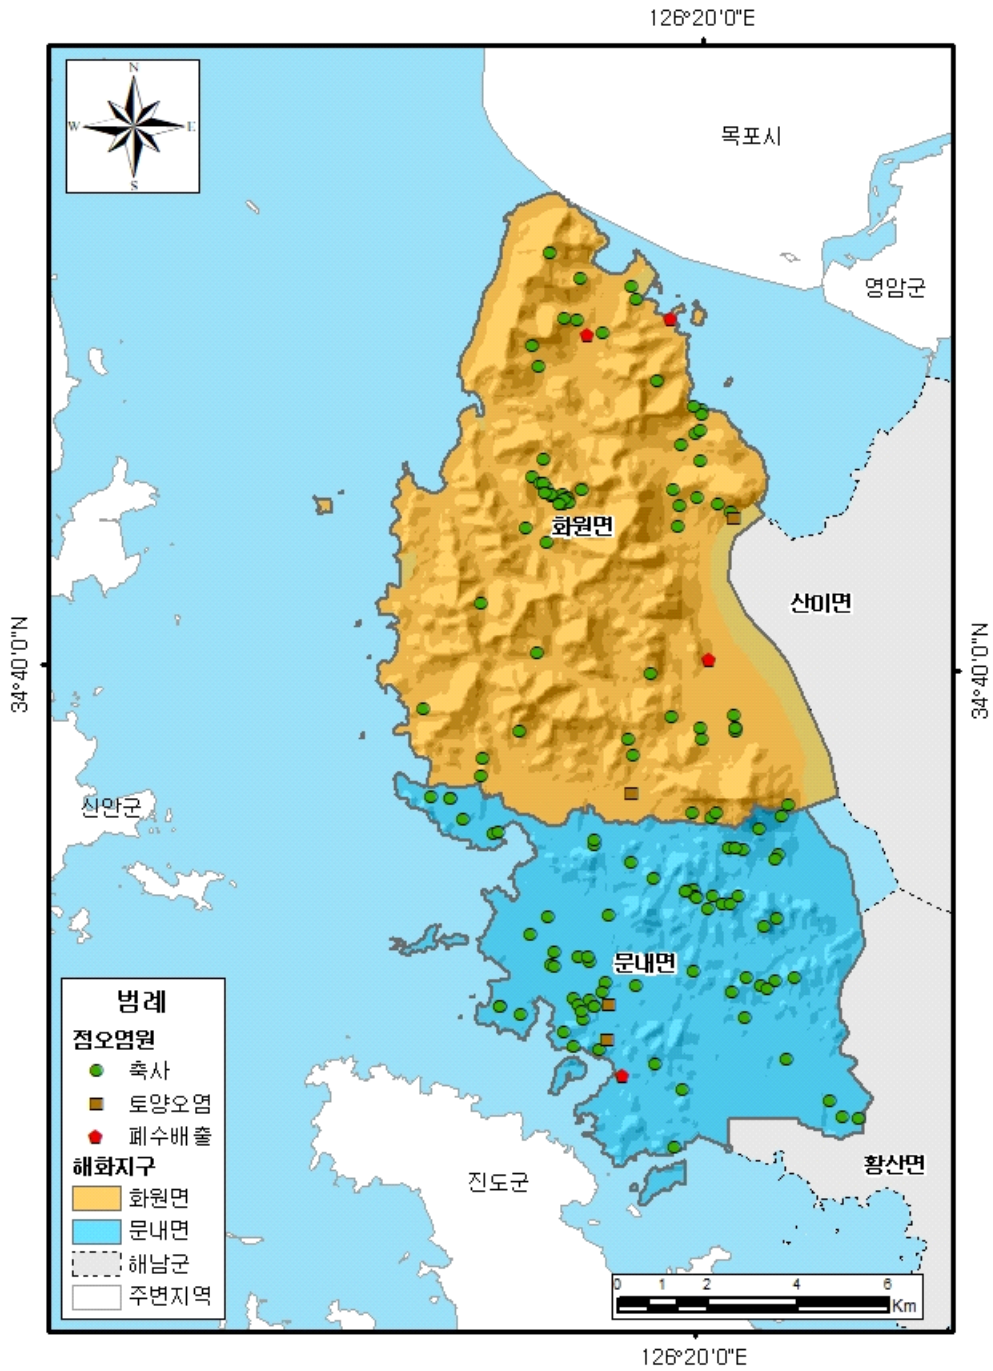 126°20'0"E
N
W
E
S
목포시
영암군
화원면
산이면
34°40'0"N
34°40'0"N
신안군
문내면
범례
점오염원
축사
토양오염
폐수배출
해화지구
화원면
문내면
해남군
주변지역
진도군
황산면
0 1 2 4 6
Km
126°20'0"E